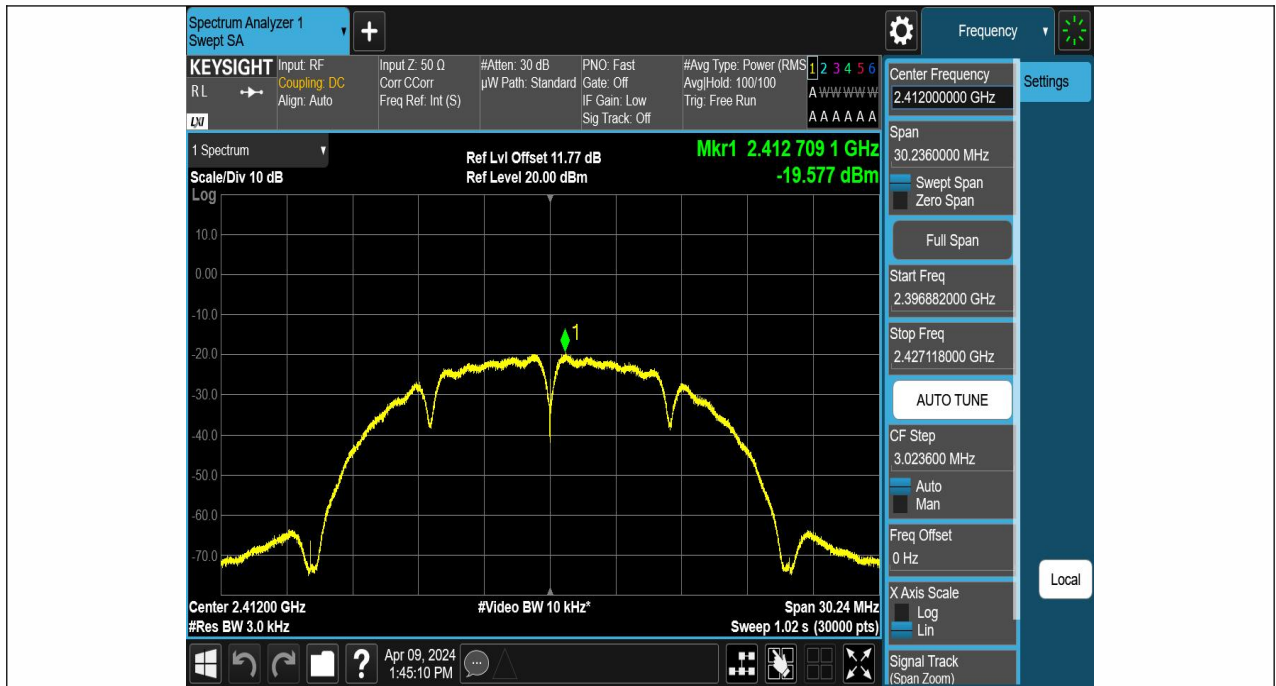 Spectrum Analyzer 1
Swept SA
+
Frequency
KEYSIGHT
RL
LXI
Input: RF
Coupling: DC
Align: Auto
Input Z: 50 Ω
Corr CCorr
Freq Ref: Int (S)
#Atten: 30 dB
µW Path: Standard
PNO: Fast
Gate: Off
IF Gain: Low
Sig Track: Off
#Avg Type: Power (RMS
Avg|Hold: 100/100
Trig: Free Run
1 2 3 4 5 6
A W W W W W
A A A A A A
Center Frequency
2.412000000 GHz
Settings
Span
30.2360000 MHz
Swept Span
Zero Span
Full Span
Start Freq
2.396882000 GHz
Stop Freq
2.427118000 GHz
AUTO TUNE
CF Step
3.023600 MHz
Auto
Man
Freq Offset
0 Hz
X Axis Scale
Log
Lin
Signal Track
(Span Zoom)
Local
1 Spectrum
Scale/Div 10 dB
Ref Lvl Offset 11.77 dB
Ref Level 20.00 dBm
Mkr1 2.412 709 1 GHz
-19.577 dBm
Log
10.0
0.00
-10.0
-20.0
-30.0
-40.0
-50.0
-60.0
-70.0
1
Center 2.41200 GHz
#Res BW 3.0 kHz
#Video BW 10 kHz*
Span 30.24 MHz
Sweep 1.02 s (30000 pts)
?
Apr 09, 2024
1:45:10 PM